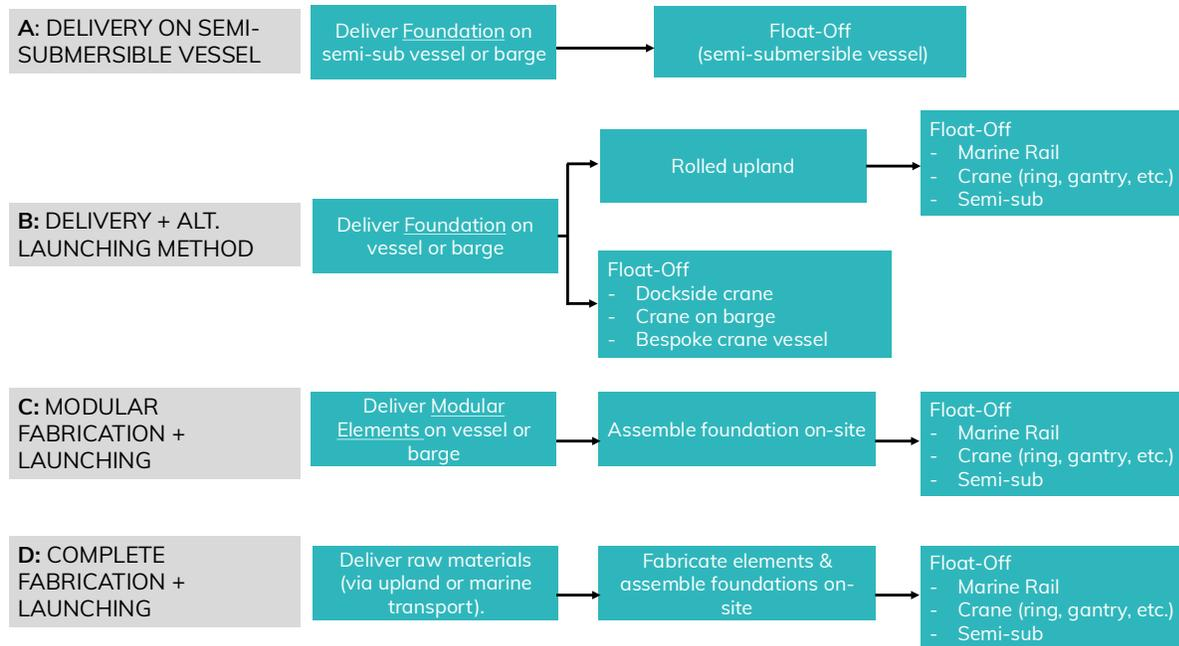 A: DELIVERY ON SEMI-
SUBMERSIBLE VESSEL
Deliver Foundation on
semi-sub vessel or barge
Float-Off
(semi-submersible vessel)
B: DELIVERY + ALT.
LAUNCHING METHOD
Deliver Foundation on
vessel or barge
Rolled upland
Float-Off
- Marine Rail
- Crane (ring, gantry, etc.)
- Semi-sub
Float-Off
- Dockside crane
- Crane on barge
- Bespoke crane vessel
C: MODULAR
FABRICATION +
LAUNCHING
Deliver Modular
Elements on vessel or
barge
Assemble foundation on-site
Float-Off
- Marine Rail
- Crane (ring, gantry, etc.)
- Semi-sub
D: COMPLETE
FABRICATION +
LAUNCHING
Deliver raw materials
(via upland or marine
transport).
Fabricate elements &
assemble foundations on-
site
Float-Off
- Marine Rail
- Crane (ring, gantry, etc.)
- Semi-sub